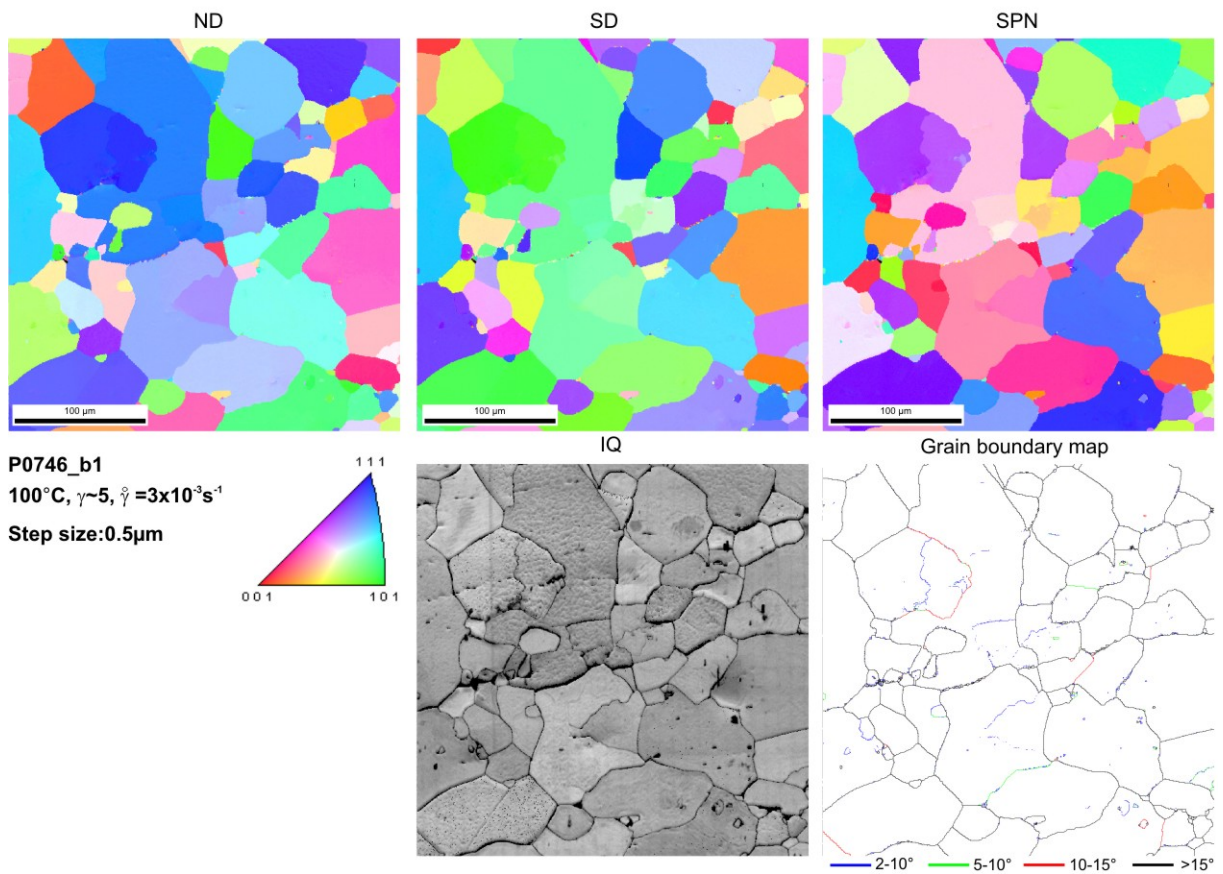 ND
SD
SPN
100 µm
100 µm
100 µm
IQ
Grain boundary map
P0746_b1
100°C, γ~5, γ̊ =3x10⁻³s⁻¹
Step size:0.5µm
1 1 1
0 0 1
1 0 1
2-10°
5-10°
10-15°
>15°